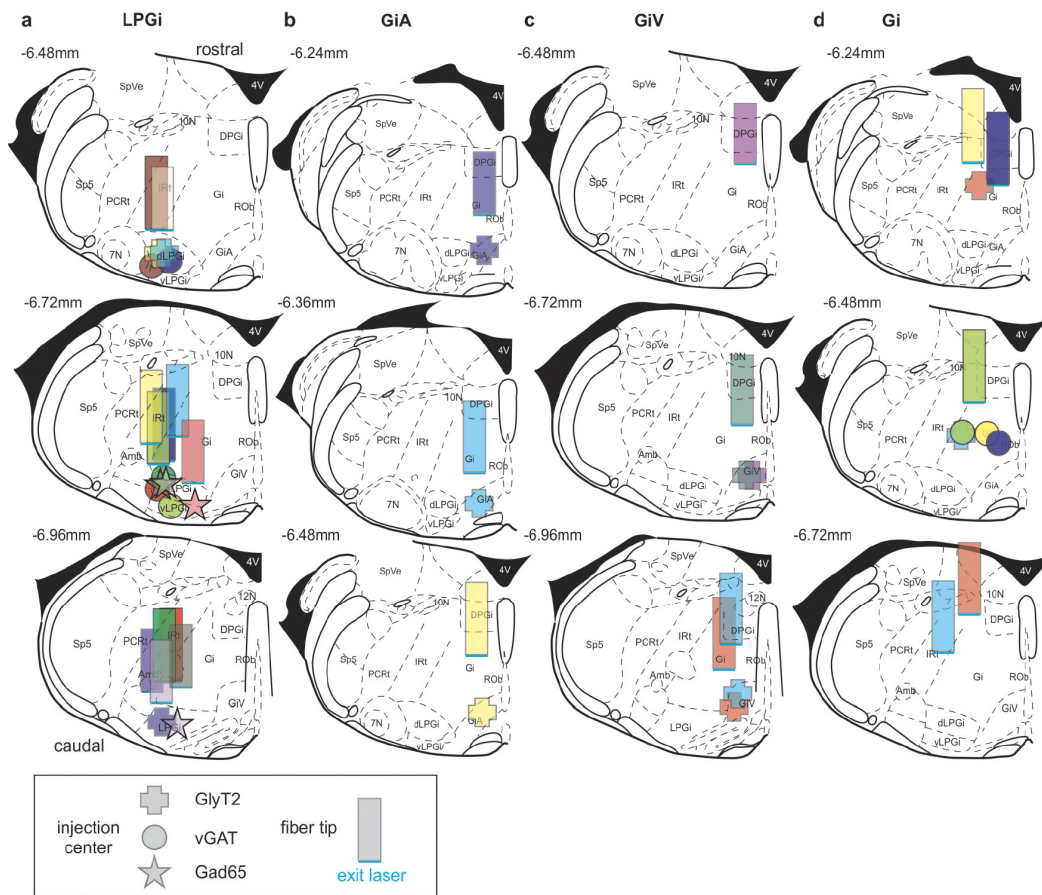 a LPGi b GiA c GiV d Gi
-6.48mm rostral -6.24mm -6.48mm -6.24mm
4V SpVe 10N DPGi Sp5 PCRt IRt Gi ROb 7N dLPGi GiA vLPGi
4V SpVe 10N DPGi Sp5 PCRt IRt Gi ROb 7N dLPGi GiA vLPGi
4V SpVe 10N DPGi Sp5 PCRt IRt Gi ROb 7N dLPGi GiA vLPGi
4V SpVe 10N DPGi Sp5 PCRt IRt Gi ROb 7N dLPGi GiA vLPGi
-6.72mm -6.36mm -6.72mm -6.48mm
4V SpVe 10N DPGi Sp5 PCRt IRt Gi ROb Amb GiV PGi vLPGi
4V SpVe 10N DPGi Sp5 PCRt IRt Gi ROb 7N dLPGi GiA vLPGi
4V SpVe 10N DPGi Sp5 PCRt IRt Gi ROb Amb GiV dLPGi vLPGi
4V SpVe 10N DPGi Sp5 PCRt IRt ROb 7N dLPGi GiA vLPGi
-6.96mm -6.48mm -6.96mm -6.72mm
4V SpVe 12N DPGi Sp5 PCRt IRt Gi ROb Amb GiV LPGi
4V SpVe 10N DPGi Sp5 PCRt IRt Gi ROb 7N dLPGi GiA vLPGi
4V SpVe 12N DPGi Sp5 PCRt IRt Gi ROb Amb GiV LPGi
4V SpVe 10N DPGi Sp5 PCRt IRt Gi ROb Amb GiV dLPGi vLPGi
caudal
injection center
GlyT2
vGAT
Gad65
fiber tip
exit laser